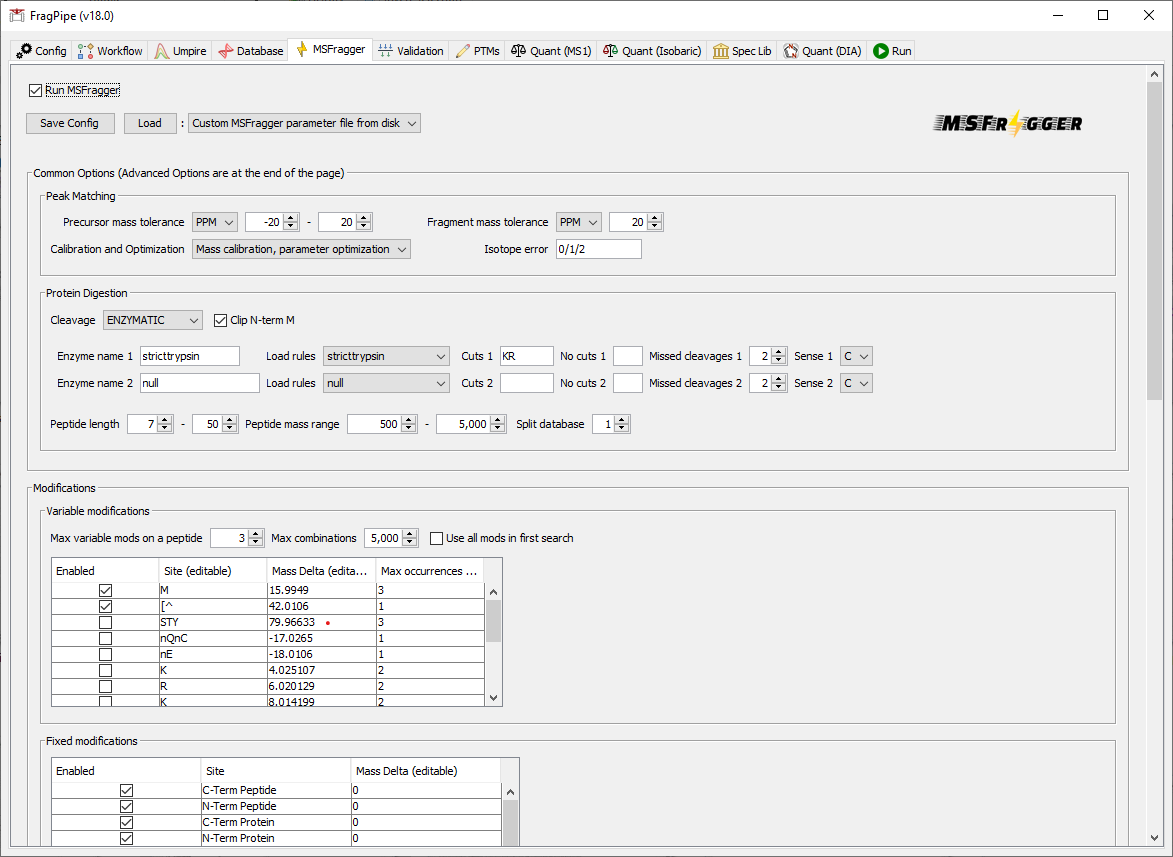 FragPipe (v18.0)
Config Workflow Umpire Database MSFragger Validation PTMs Quant (MS1) Quant (Isobaric) Spec Lib Quant (DIA) Run
Run MSFragger
Save Config Load : Custom MSFragger parameter file from disk
MSFRAGGER
Common Options (Advanced Options are at the end of the page)
Peak Matching
Precursor mass tolerance PPM -20 - 20 Fragment mass tolerance PPM 20
Calibration and Optimization Mass calibration, parameter optimization Isotope error 0/1/2
Protein Digestion
Cleavage ENZYMATIC Clip N-term M
Enzyme name 1 stricttrypsin Load rules stricttrypsin Cuts 1 KR No cuts 1 Missed cleavages 1 2 Sense 1 C
Enzyme name 2 null Load rules null Cuts 2 No cuts 2 Missed cleavages 2 2 Sense 2 C
Peptide length 7 - 50 Peptide mass range 500 - 5,000 Split database 1
Modifications
Variable modifications
Max variable mods on a peptide 3 Max combinations 5,000 Use all mods in first search
Enabled Site (editable) Mass Delta (edita... Max occurrences ...
M 15.9949 3
[^ 42.0106 1
STY 79.96633 3
nQnC -17.0265 1
nE -18.0106 1
K 4.025107 2
R 6.020129 2
K 8.014199 2
Fixed modifications
Enabled Site Mass Delta (editable)
C-Term Peptide 0
N-Term Peptide 0
C-Term Protein 0
N-Term Protein 0